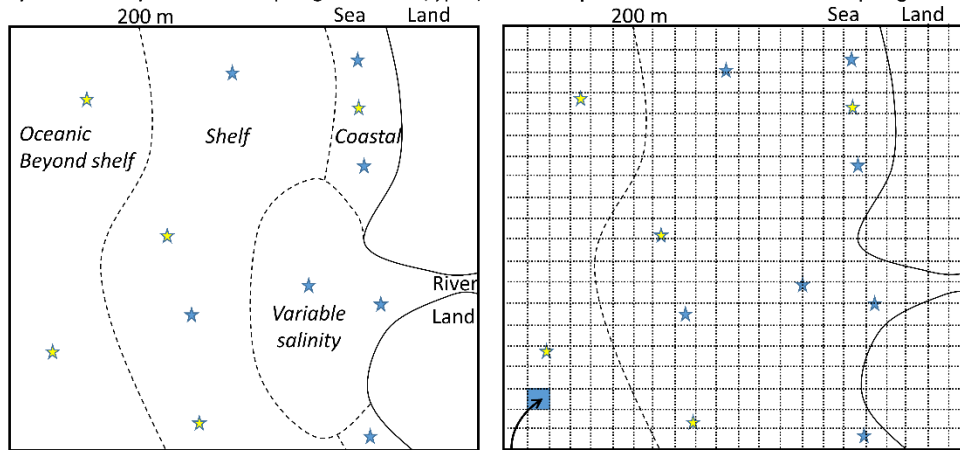 200 m Sea Land 200 m Sea Land
Oceanic Shelf Coastal
Beyond shelf
River
Variable Land
salinity